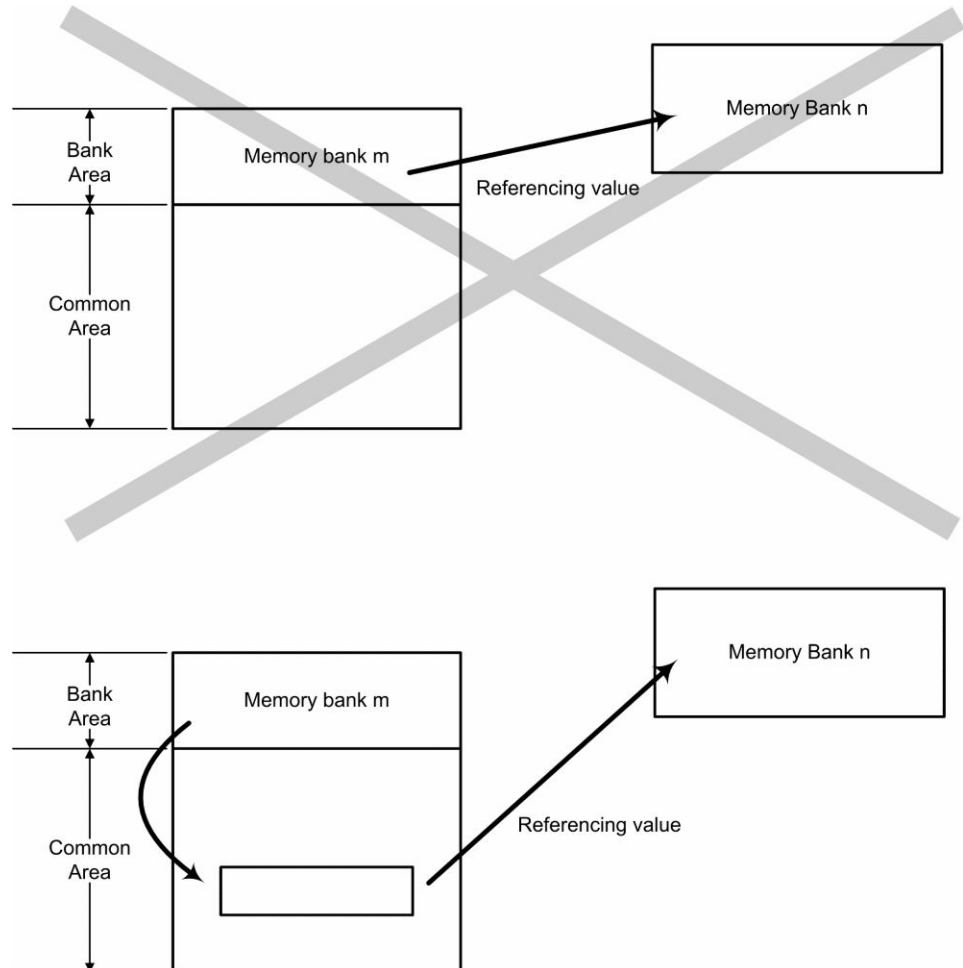 Memory Bank n
Bank
Area
Memory bank m
Referencing value
Common
Area
Memory Bank n
Bank
Area
Memory bank m
Referencing value
Common
Area